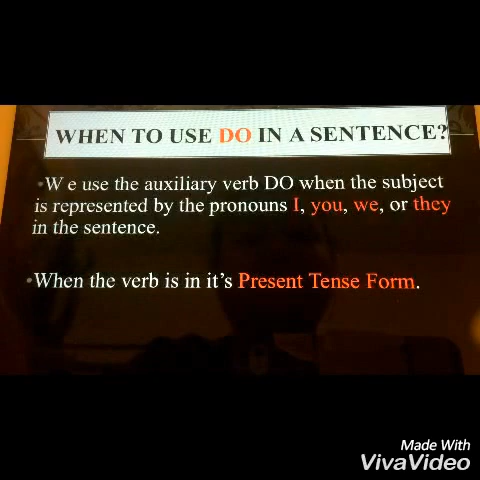 WHEN TO USE DO IN A SENTENCE?
•W e use the auxiliary verb DO when the subject
is represented by the pronouns I, you, we, or they
in the sentence.
•When the verb is in it's Present Tense Form.
Made With
VivaVideo